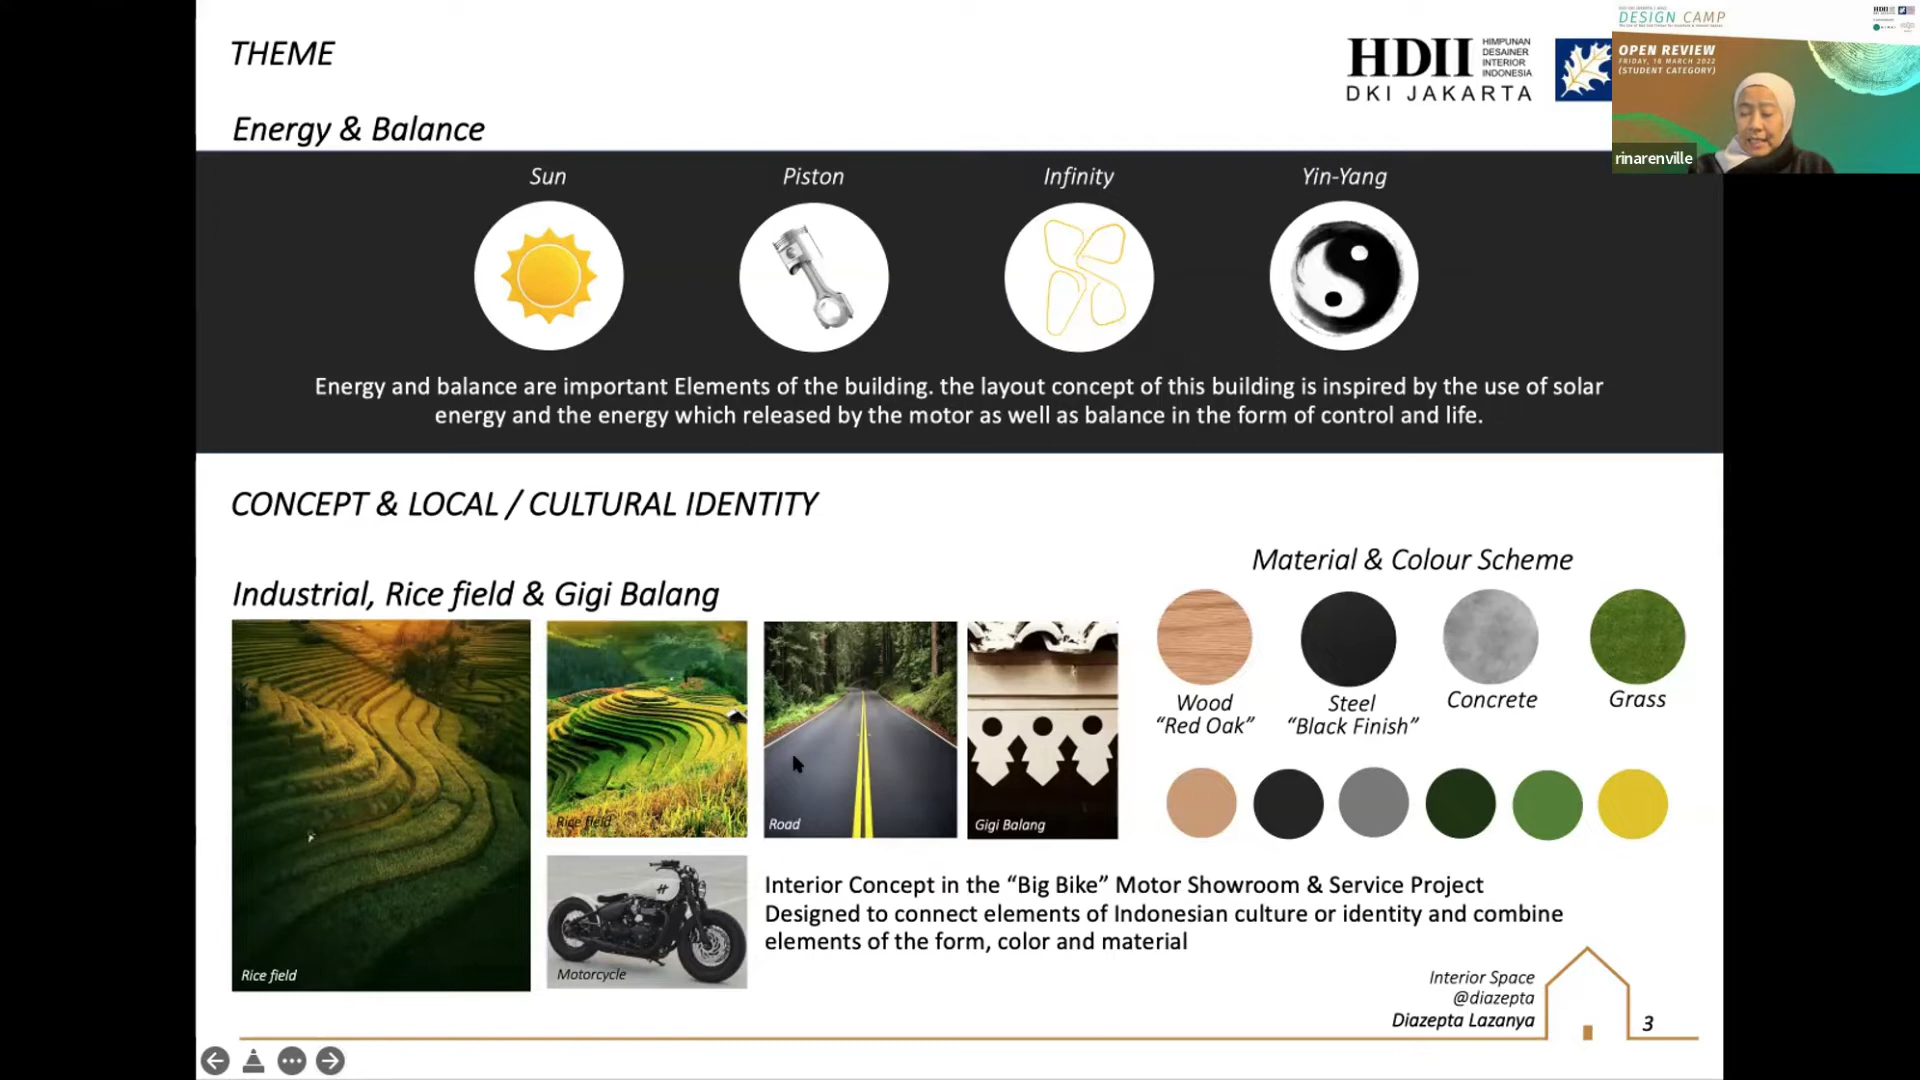 THEME
HDII HIMPUNAN DESAINER INTERIOR INDONESIA
DKI JAKARTA
DESIGN CAMP
OPEN REVIEW
FRIDAY, 18 MARCH 2022
(STUDENT CATEGORY)
rinarenville
Energy & Balance
Sun
Piston
Infinity
Yin-Yang
Energy and balance are important Elements of the building. the layout concept of this building is inspired by the use of solar
energy and the energy which released by the motor as well as balance in the form of control and life.
CONCEPT & LOCAL / CULTURAL IDENTITY
Industrial, Rice field & Gigi Balang
Rice field
Rice field
Road
Gigi Balang
Motorcycle
Material & Colour Scheme
Wood
“Red Oak”
Steel
“Black Finish”
Concrete
Grass
Interior Concept in the “Big Bike” Motor Showroom & Service Project
Designed to connect elements of Indonesian culture or identity and combine
elements of the form, color and material
Interior Space
@diazepta
Diazepta Lazanya
3